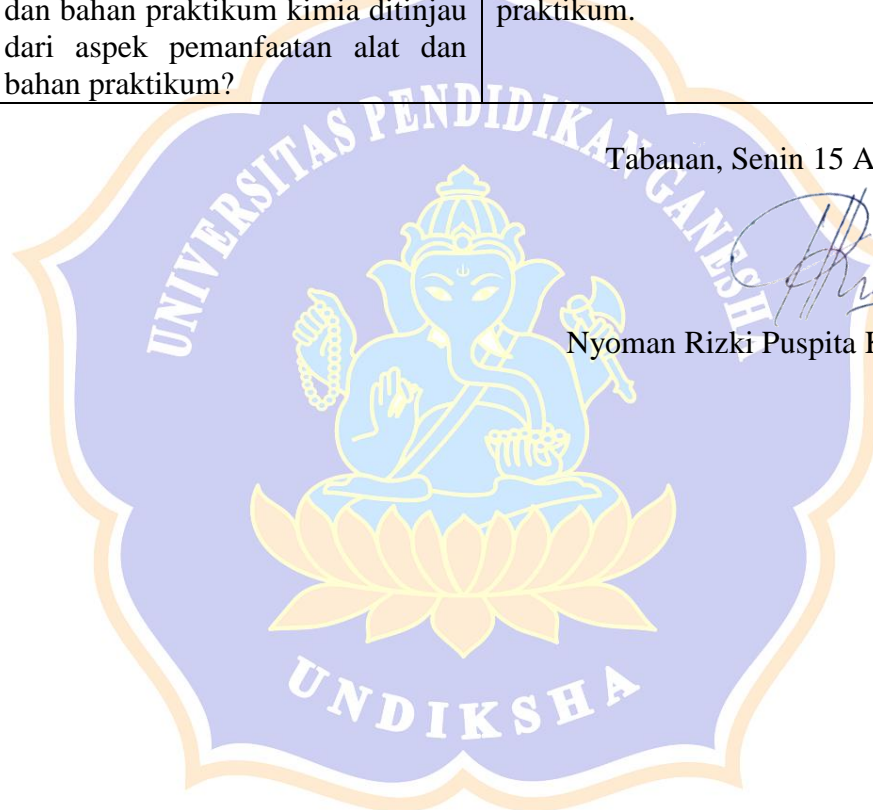 dan bahan praktikum kimia ditinjau
dari aspek pemanfaatan alat dan
bahan praktikum?
praktikum.
UNIVERSITAS PENDIDIKAN GANESHA
Tabanan, Senin 15 A
Nyoman Rizki Puspita
UNDIKSHA